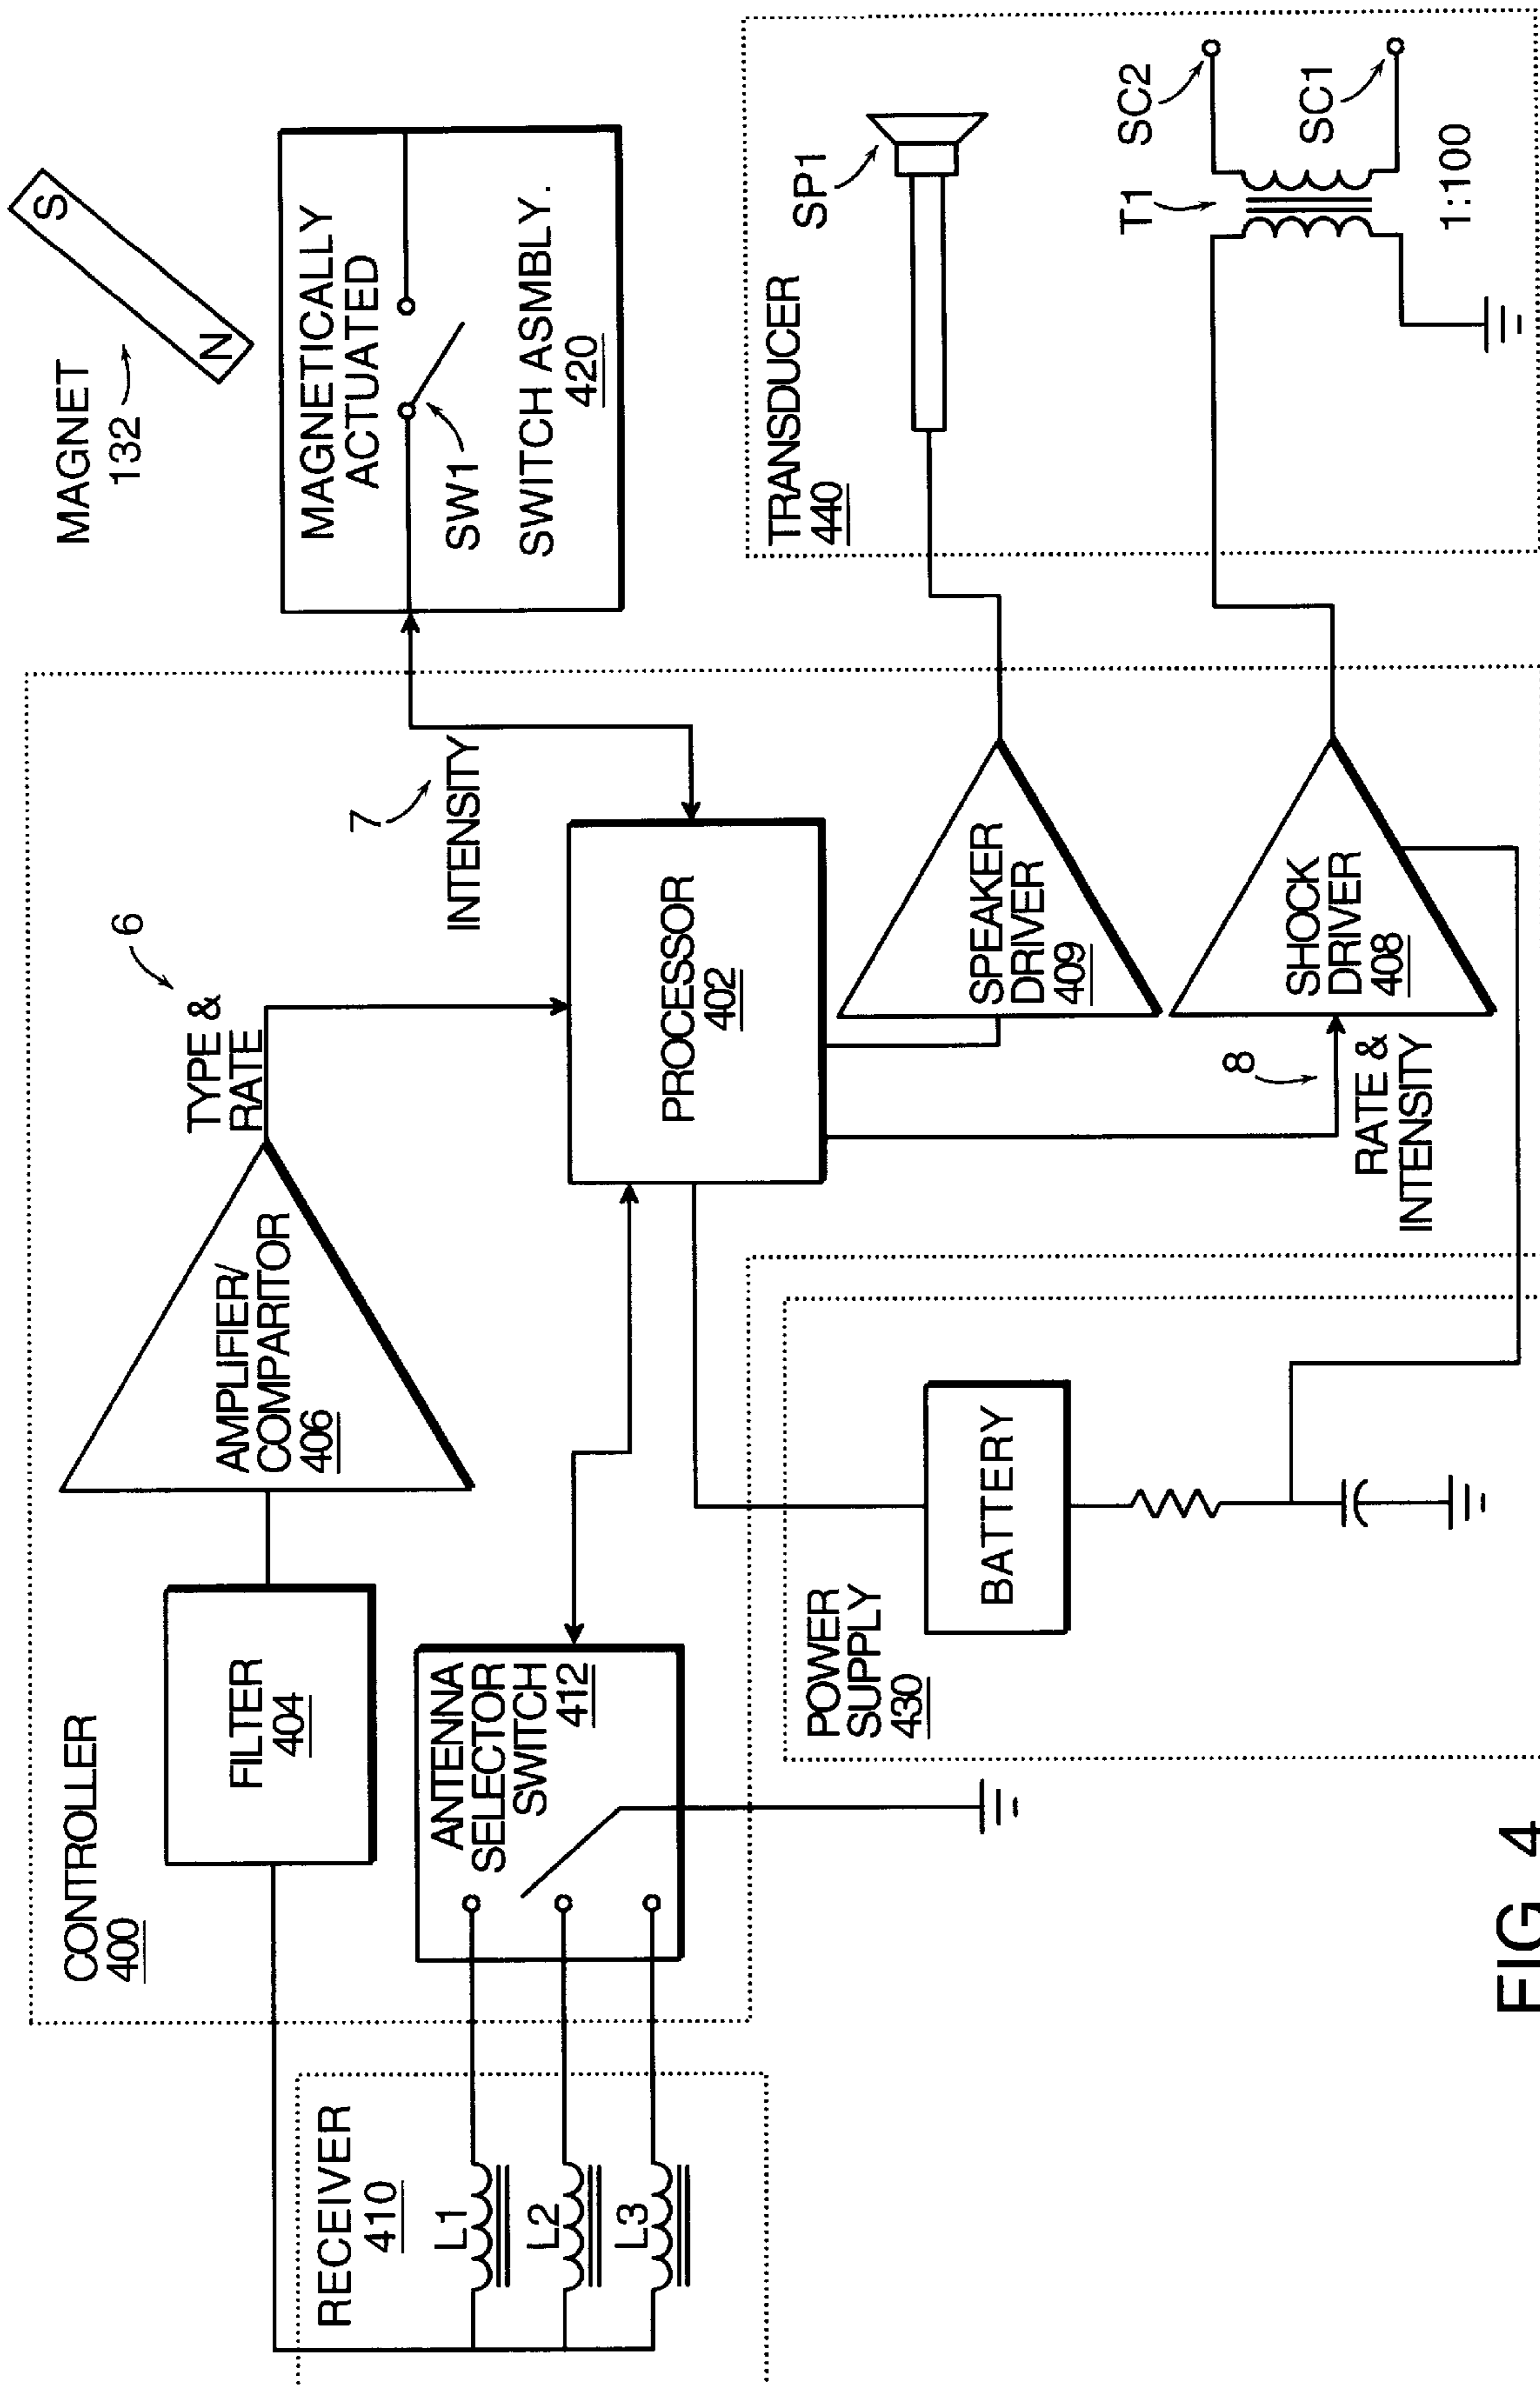 CONTROLLER
400
FILTER
404
AMPLIFIER/
COMPARITOR
406
TYPE &
RATE
6
MAGNET
132
N
S
MAGNETICALLY
ACTUATED
SW1
SWITCH ASMBLY.
420
7
INTENSITY
RECEIVER
410
L1
L2
L3
ANTENNA
SELECTOR
SWITCH
412
PROCESSOR
402
POWER
SUPPLY
430
BATTERY
SPEAKER
DRIVER
409
SHOCK
DRIVER
408
8
RATE &
INTENSITY
TRANSDUCER
440
SP1
T1
SC2
SC1
1:100
FIG 4